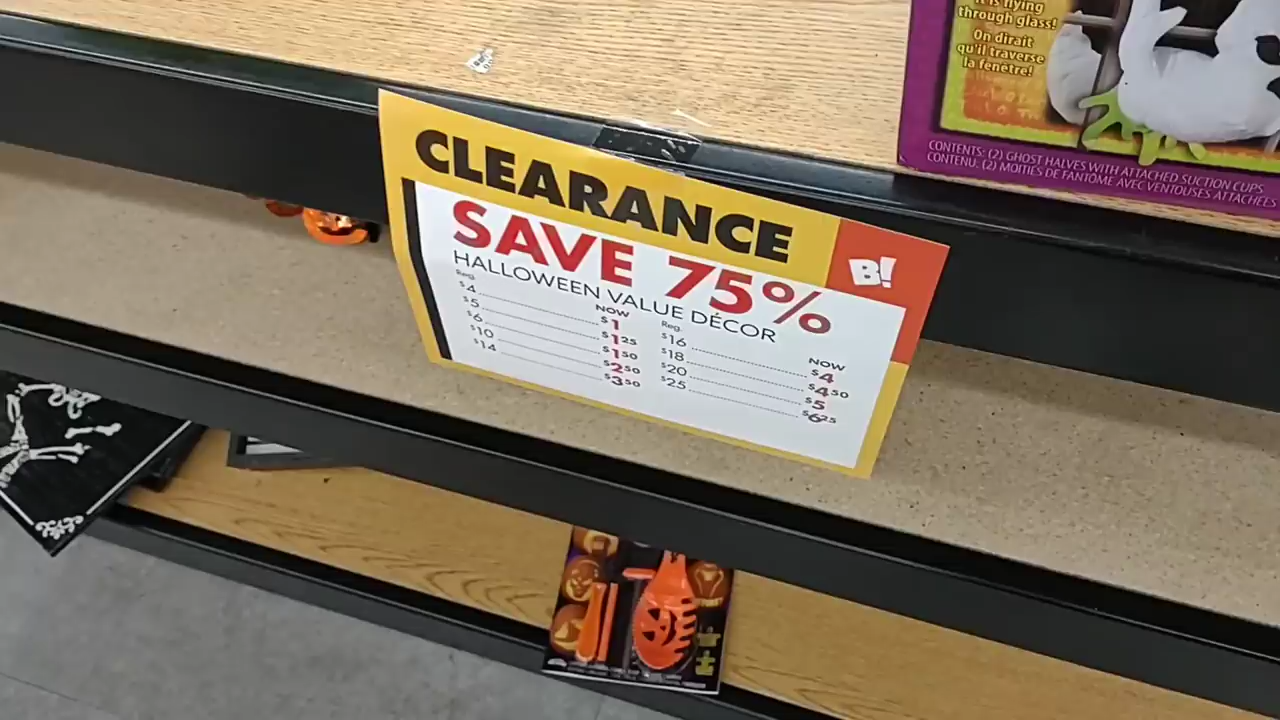 it is flying
through glass!
On dirait
qu'il traverse
la fenêtre!
CONTENTS: (2) GHOST HALVES WITH ATTACHED SUCTION CUPS
CONTENU: (2) MOITIÉS DE FANTÔME AVEC VENTOUSES ATTACHÉES
CLEARANCE
B!
SAVE 75%
HALLOWEEN VALUE DÉCOR
Reg. NOW
$4 $1
$5 $1.25
$6 $1.50
$10 $2.50
$14 $3.50
Reg. NOW
$16 $4
$18 $4.50
$20 $5
$25 $6.25